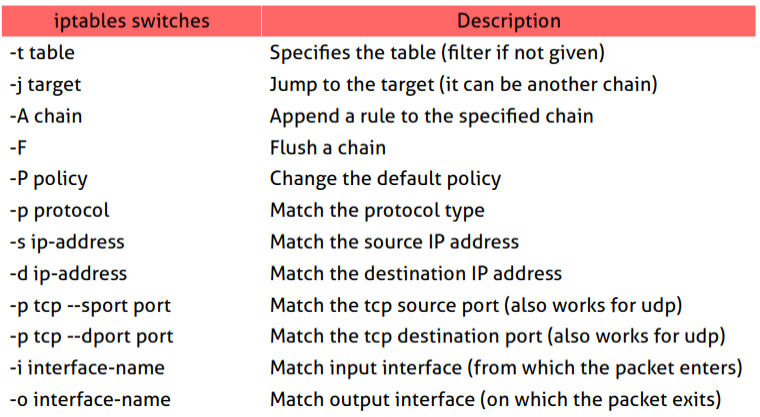 iptables switches Description
-t table Specifies the table (filter if not given)
-j target Jump to the target (it can be another chain)
-A chain Append a rule to the specified chain
-F Flush a chain
-P policy Change the default policy
-p protocol Match the protocol type
-s ip-address Match the source IP address
-d ip-address Match the destination IP address
-p tcp --sport port Match the tcp source port (also works for udp)
-p tcp --dport port Match the tcp destination port (also works for udp)
-i interface-name Match input interface (from which the packet enters)
-o interface-name Match output interface (on which the packet exits)